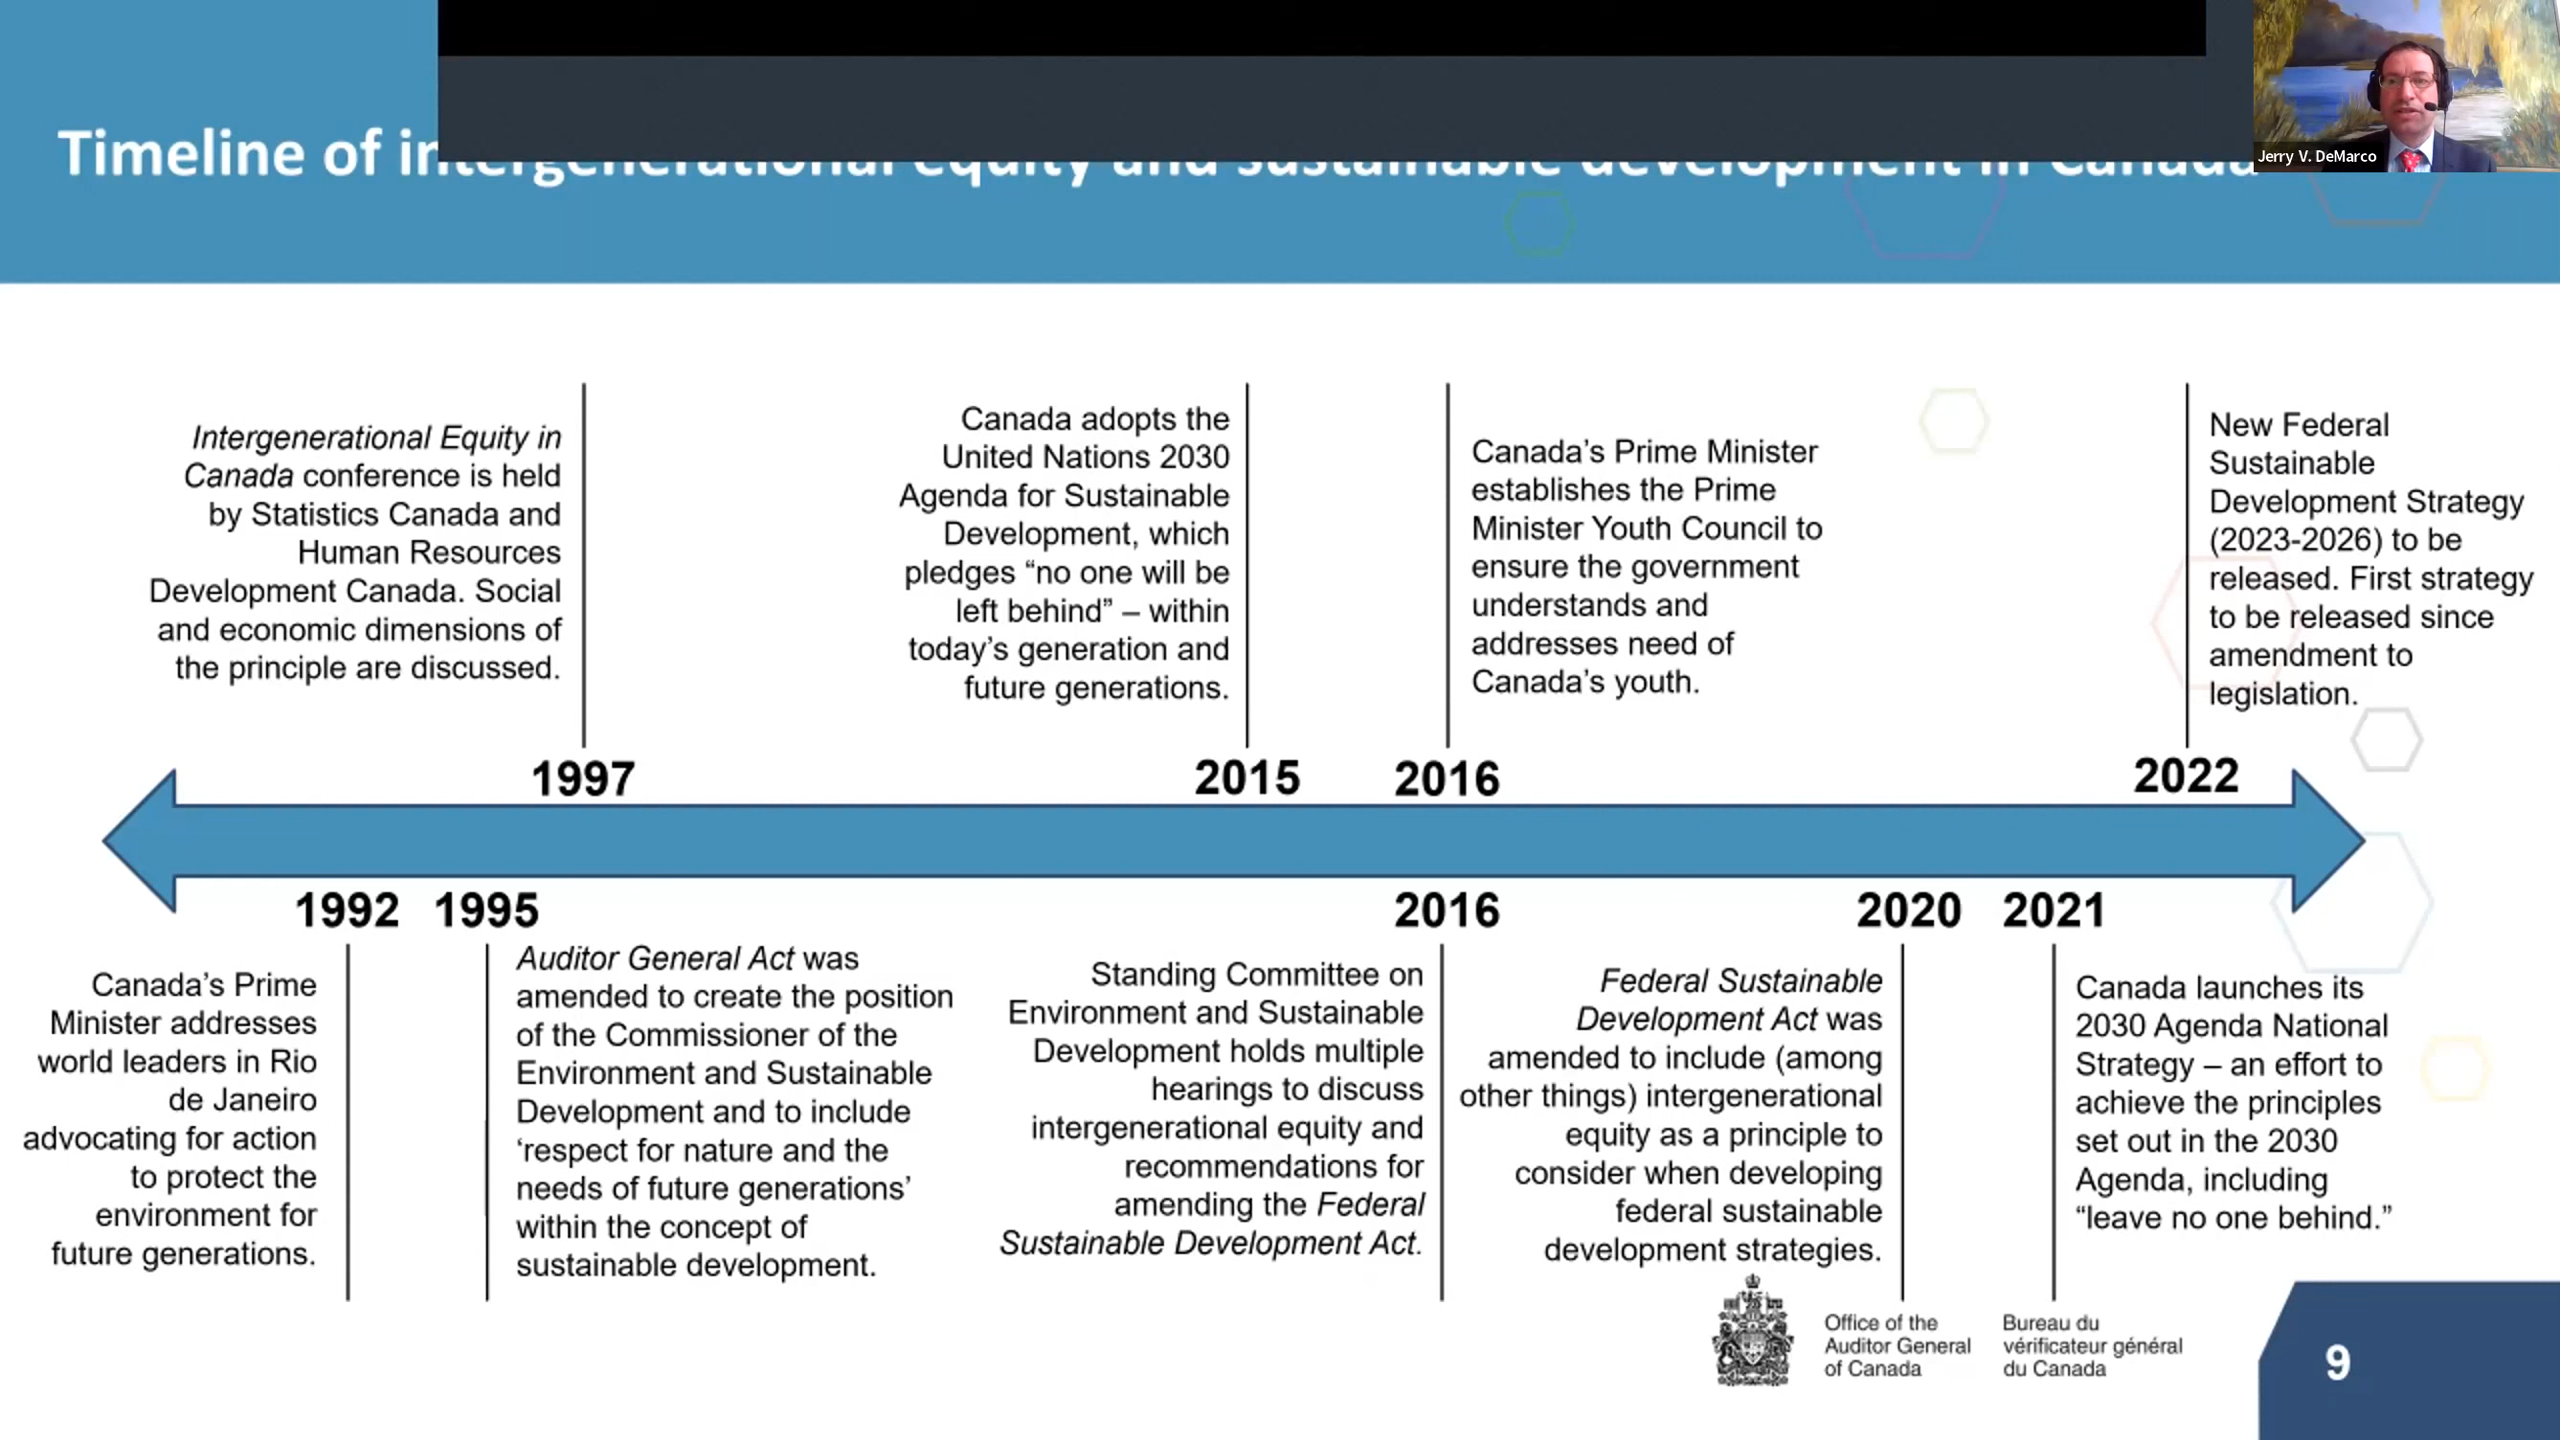 Timeline of intergenerational equity and sustainable development in Canada
Jerry V. DeMarco
Intergenerational Equity in
Canada conference is held
by Statistics Canada and
Human Resources
Development Canada. Social
and economic dimensions of
the principle are discussed.
1997
Canada adopts the
United Nations 2030
Agenda for Sustainable
Development, which
pledges “no one will be
left behind” – within
today’s generation and
future generations.
2015
Canada’s Prime Minister
establishes the Prime
Minister Youth Council to
ensure the government
understands and
addresses need of
Canada’s youth.
2016
New Federal
Sustainable
Development Strategy
(2023-2026) to be
released. First strategy
to be released since
amendment to
legislation.
2022
1992
Canada’s Prime
Minister addresses
world leaders in Rio
de Janeiro
advocating for action
to protect the
environment for
future generations.
1995
Auditor General Act was
amended to create the position
of the Commissioner of the
Environment and Sustainable
Development and to include
‘respect for nature and the
needs of future generations’
within the concept of
sustainable development.
2016
Standing Committee on
Environment and Sustainable
Development holds multiple
hearings to discuss
intergenerational equity and
recommendations for
amending the Federal
Sustainable Development Act.
2020
Federal Sustainable
Development Act was
amended to include (among
other things) intergenerational
equity as a principle to
consider when developing
federal sustainable
development strategies.
2021
Canada launches its
2030 Agenda National
Strategy – an effort to
achieve the principles
set out in the 2030
Agenda, including
“leave no one behind.”
Office of the
Auditor General
of Canada
Bureau du
vérificateur général
du Canada
9